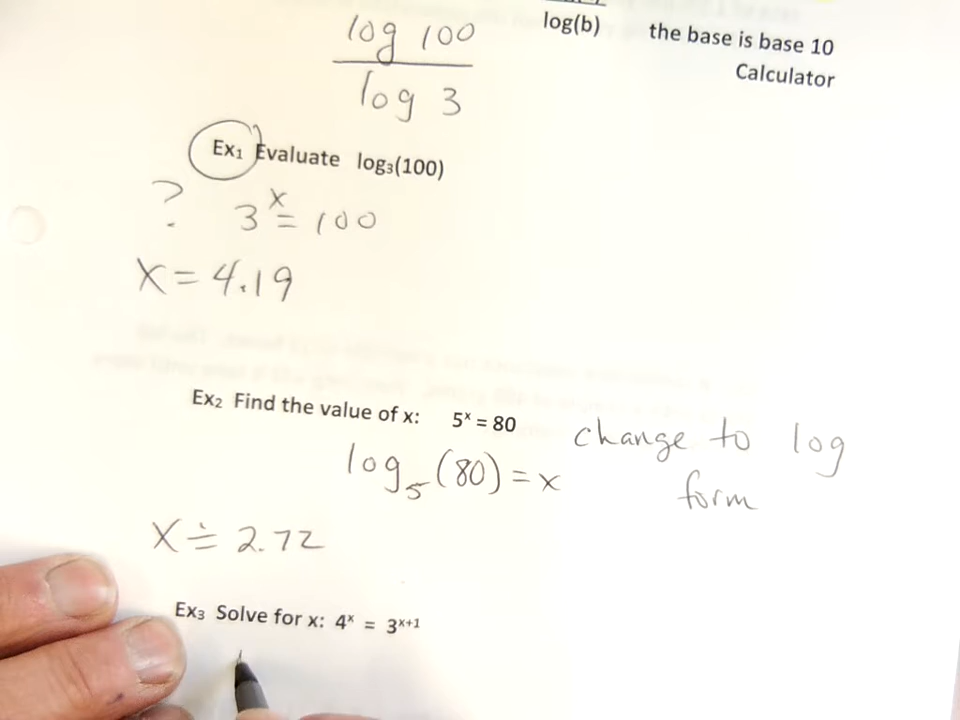 log 100
log 3
log(b) the base is base 10
Calculator
Ex1 Evaluate log₃(100)
? 3ˣ = 100
x = 4.19
Ex2 Find the value of x: 5ˣ = 80
change to log
form
log₅(80) = x
x ≐ 2.72
Ex3 Solve for x: 4ˣ = 3ˣ⁺¹